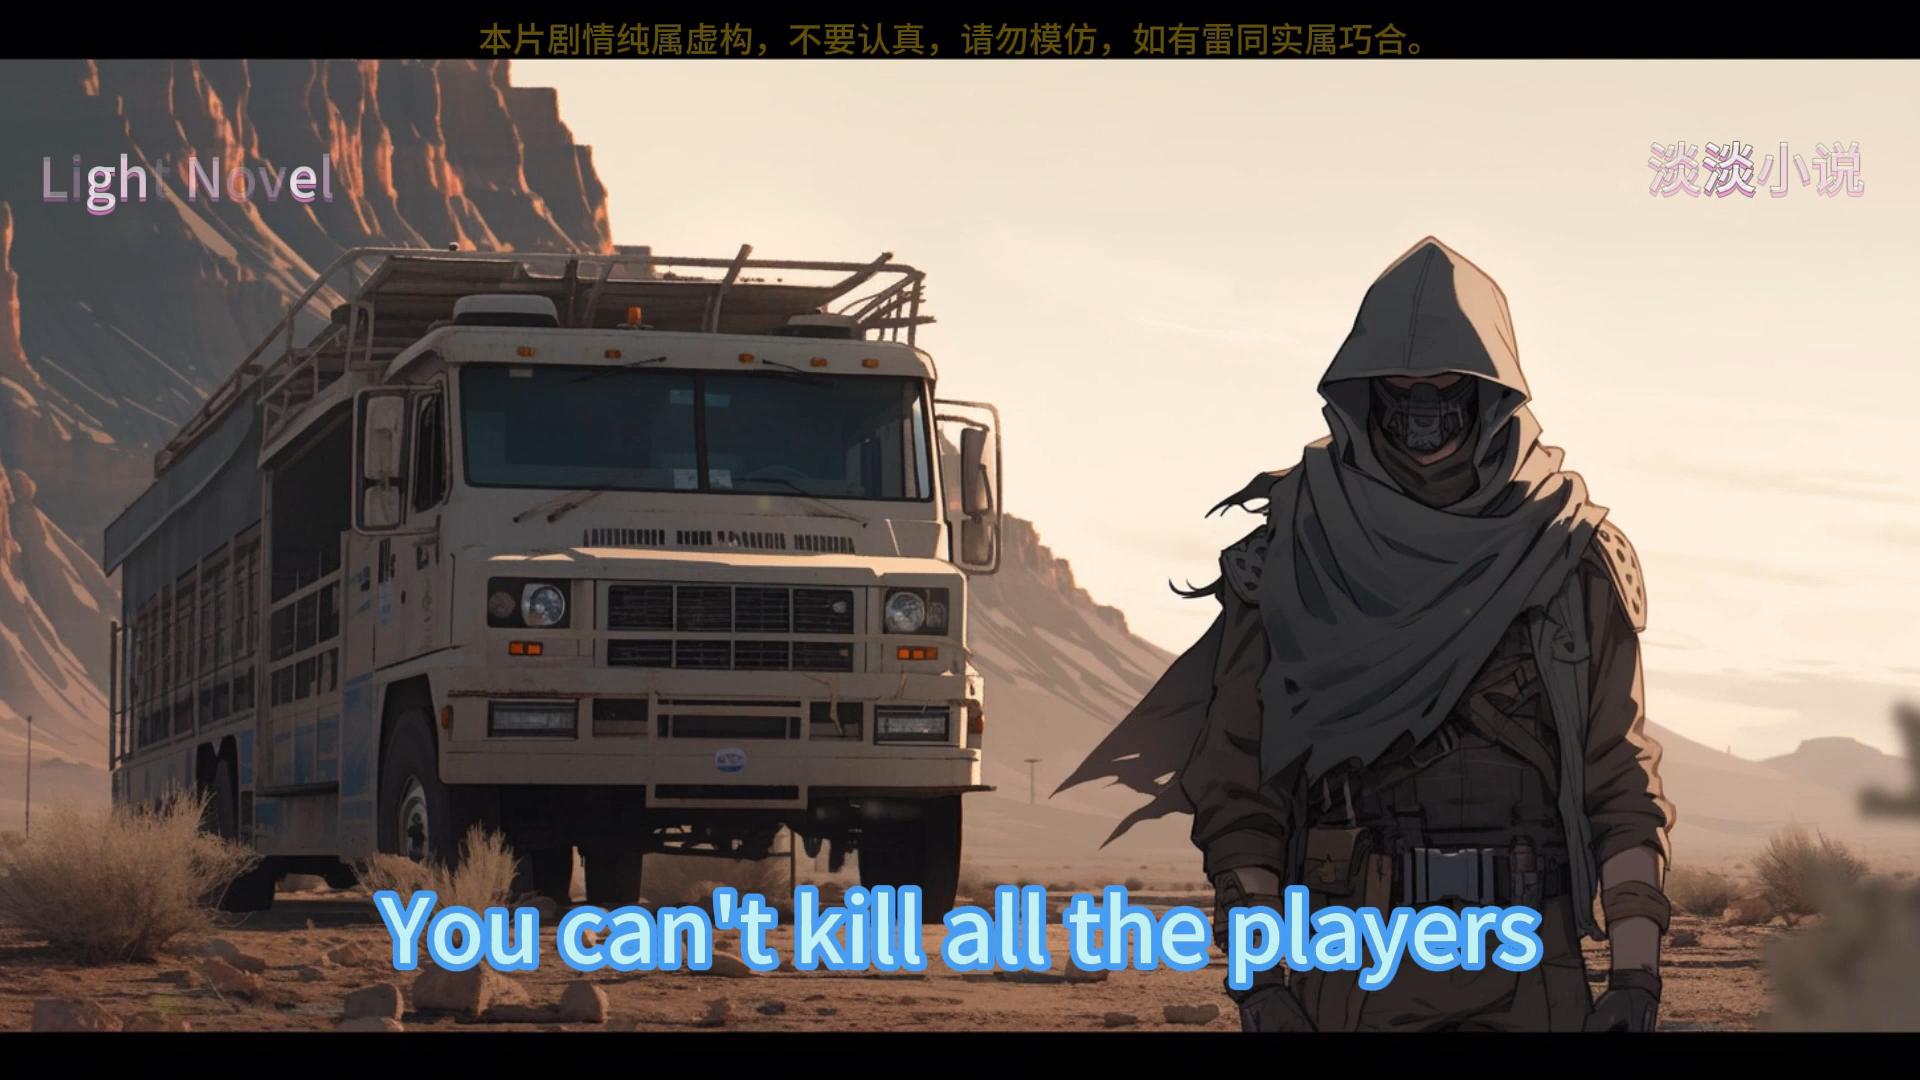 本片剧情纯属虚构，不要认真，请勿模仿，如有雷同实属巧合。
Light Novel
淡淡小说
You can't kill all the players